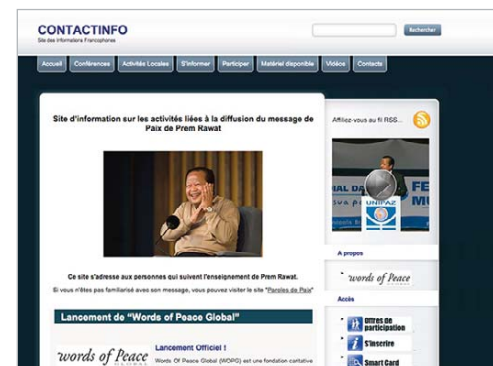 CONTACTINFO
Site des Informations Francophones
Rechercher
Accueil Conférences Activités Locales S'informer Participer Matériel disponible Vidéos Contacts
Site d'information sur les activités liées à la diffusion du message de
Paix de Prem Rawat
Ce site s'adresse aux personnes qui suivent l'enseignement de Prem Rawat.
Si vous n'êtes pas familiarisé avec son message, vous pouvez visiter le site "Paroles de Paix"
Lancement de "Words of Peace Global"
words of Peace
GLOBAL
Lancement Officiel !
Words Of Peace Global (WOPG) est une fondation caritative
Affiliez-vous au fil RSS...
UNIPAZ
A propos
words of Peace
Accès
Offres de
participation
S'inscrire
Smart Card